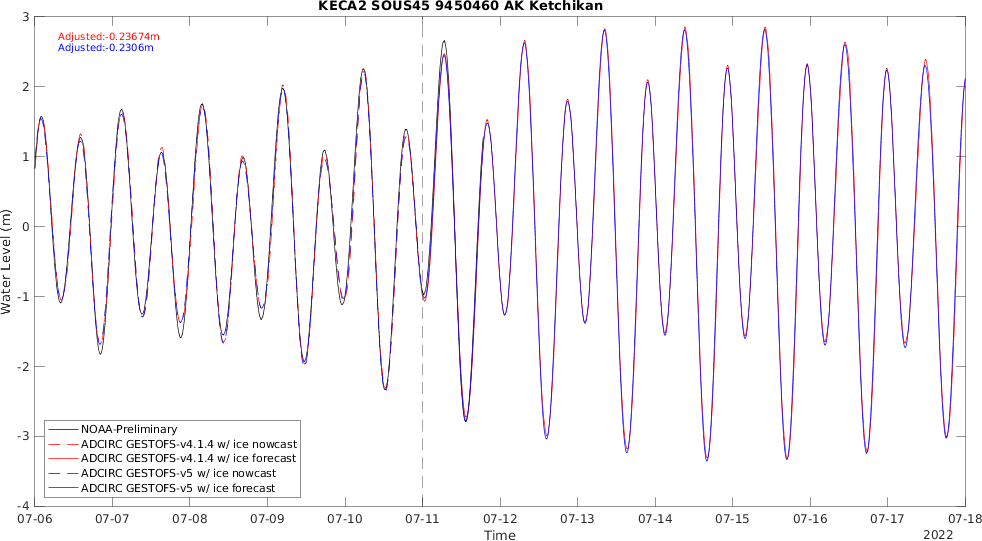 KECA2 SOUS45 9450460 AK Ketchikan
3
Adjusted:-0.23674m
Adjusted:-0.2306m
2
1
0
-1
-2
-3
-4
Water Level (m)
NOAA-Preliminary
ADCIRC GESTOFS-v4.1.4 w/ ice nowcast
ADCIRC GESTOFS-v4.1.4 w/ ice forecast
ADCIRC GESTOFS-v5 w/ ice nowcast
ADCIRC GESTOFS-v5 w/ ice forecast
07-06 07-07 07-08 07-09 07-10 07-11 07-12 07-13 07-14 07-15 07-16 07-17 07-18
Time
2022